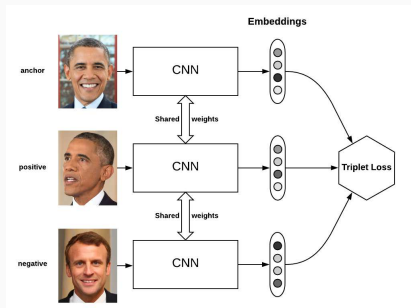 Embeddings
anchor
CNN
Shared weights
positive
CNN
Triplet Loss
Shared weights
negative
CNN